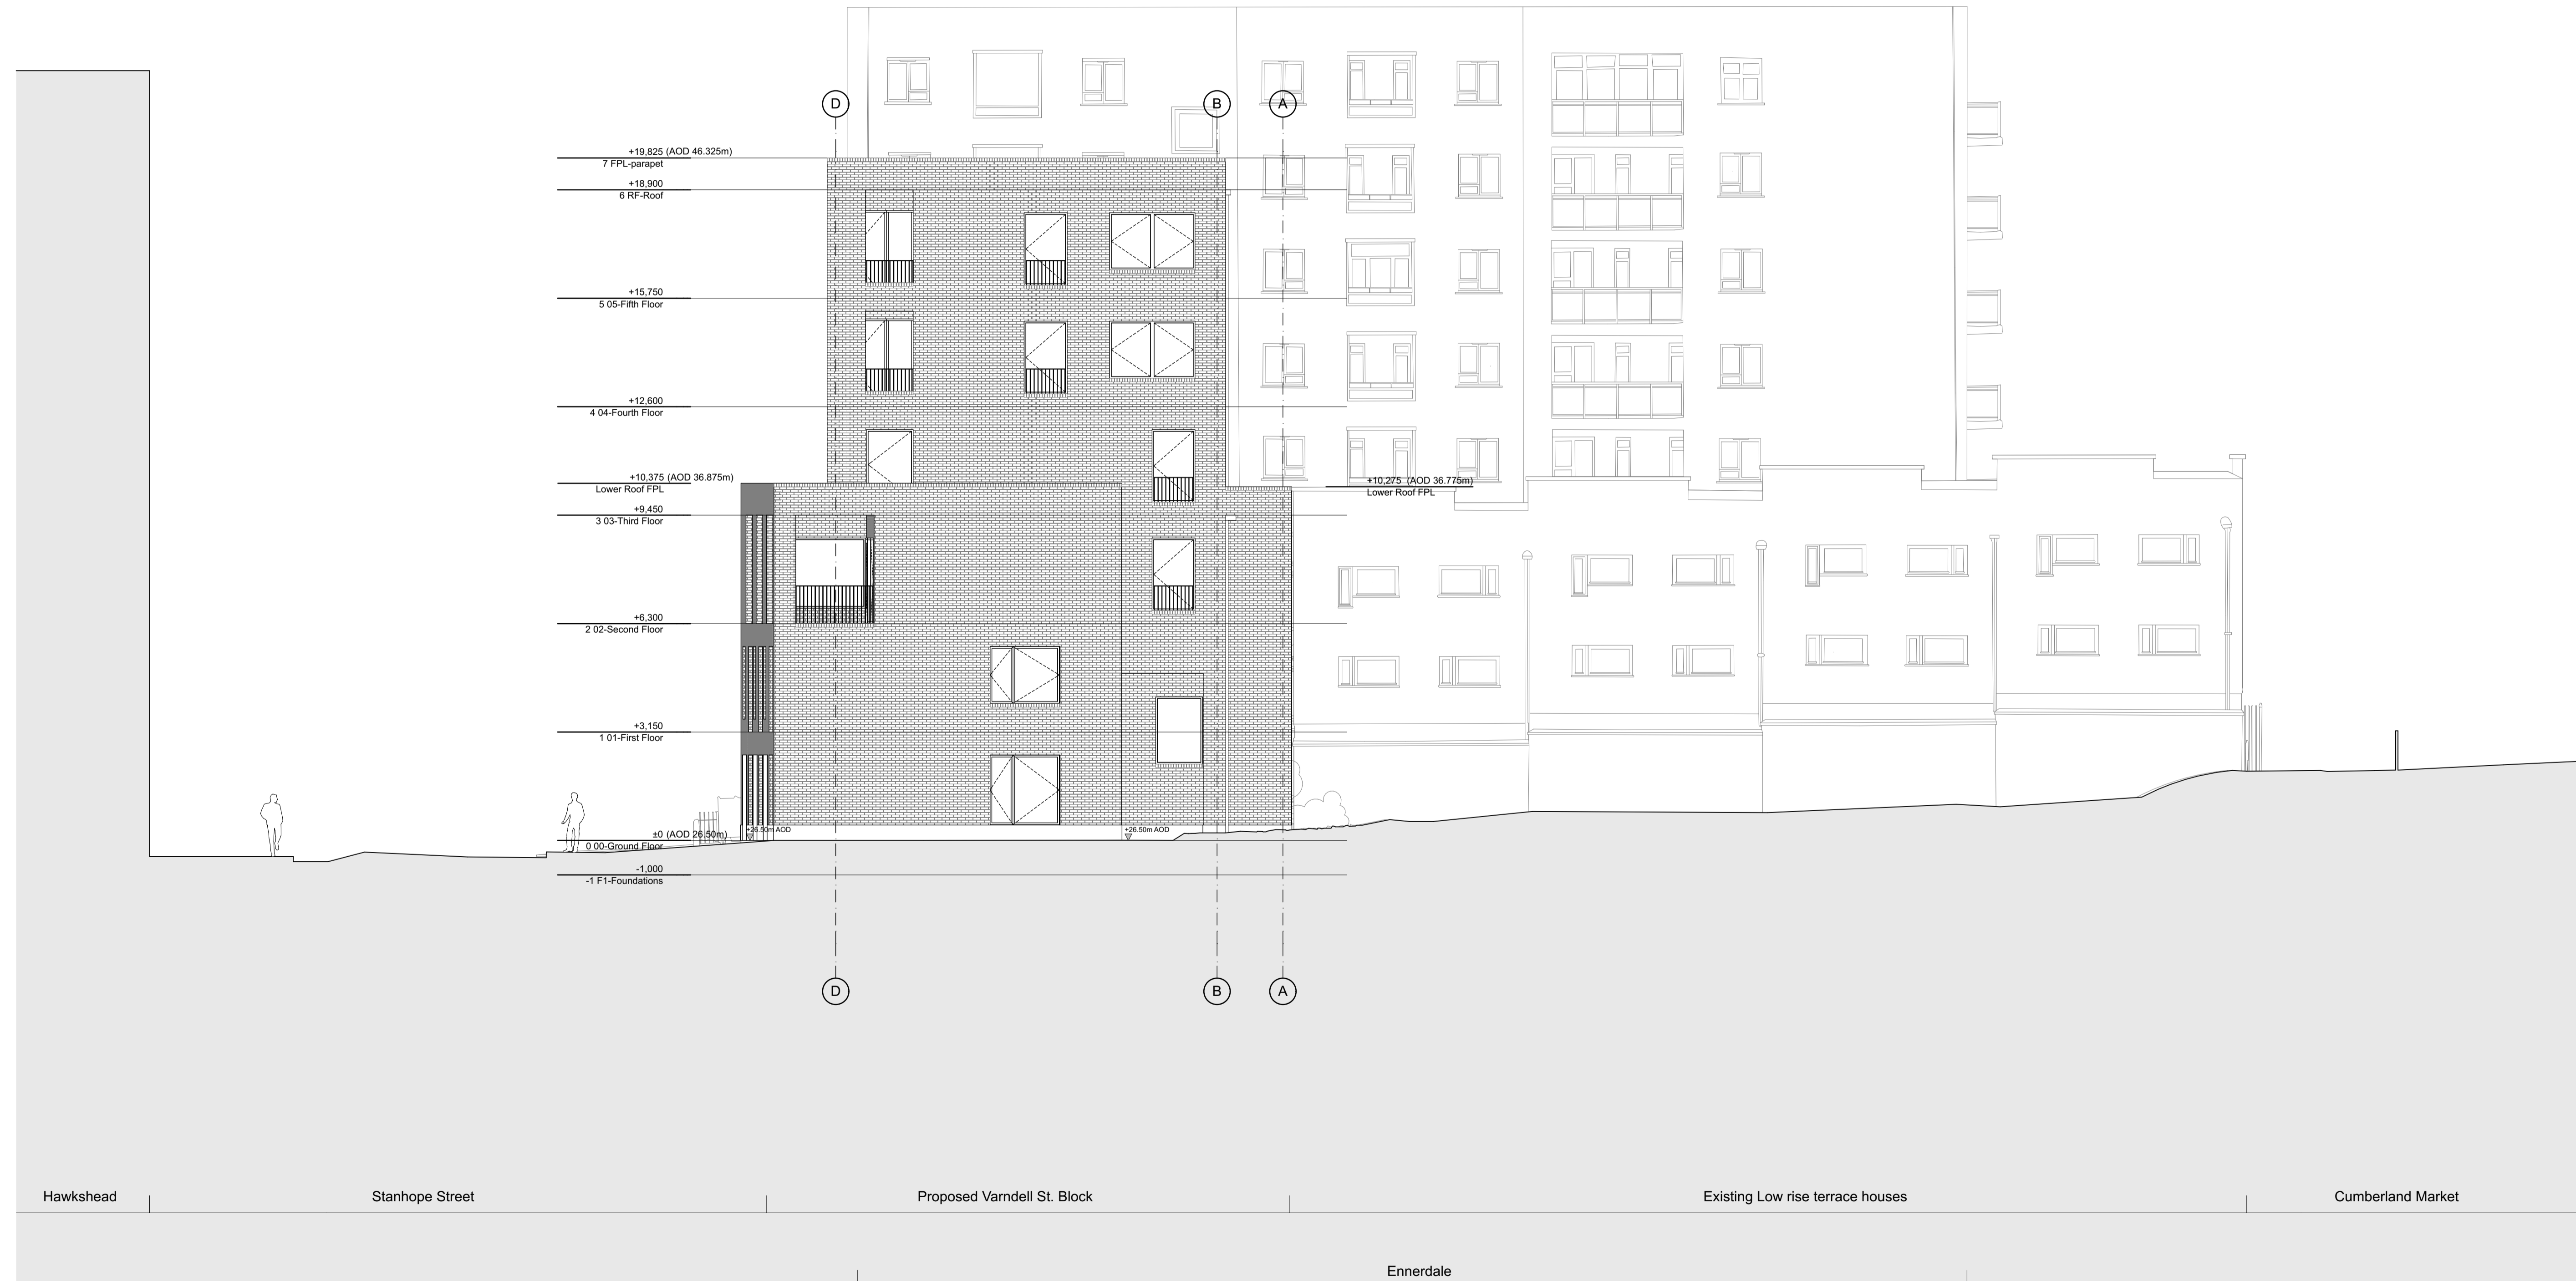 D
B
A
+19,825 (AOD 46.325m)
7 FPL-parapet
+18,900
6 RF-Roof
+15,750
5 05-Fifth Floor
+12,600
4 04-Fourth Floor
+10,375 (AOD 36.875m)
Lower Roof FPL
+10,275 (AOD 36.775m)
Lower Roof FPL
+9,450
3 03-Third Floor
+6,300
2 02-Second Floor
+3,150
1 01-First Floor
±0 (AOD 26.50m)
+26.50m AOD
+26.50m AOD
0 00-Ground Floor
-1,000
-1 F1-Foundations
D
B
A
Hawkshead
Stanhope Street
Proposed Varndell St. Block
Existing Low rise terrace houses
Cumberland Market
Ennerdale